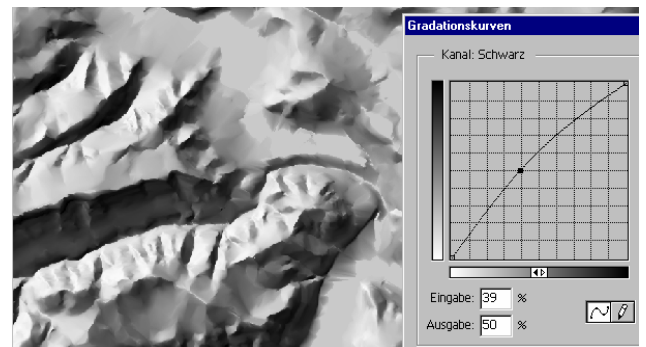 Gradationskurven
Kanal: Schwarz
Eingabe: 39 %
Ausgabe: 50 %